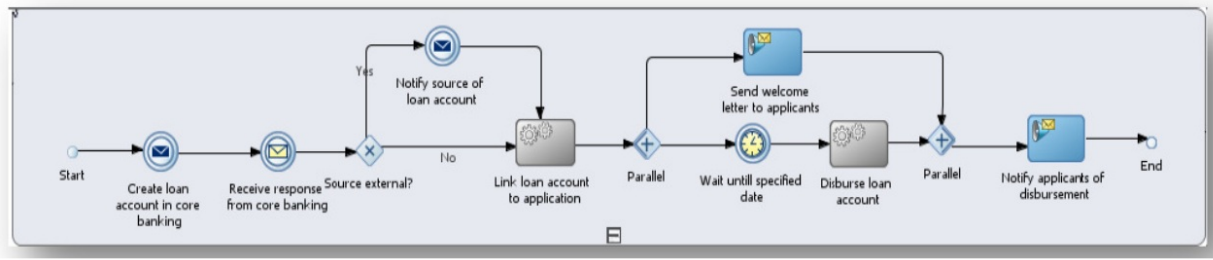 Start
Create loan
account in core
banking
Receive response
from core banking
Source external?
Yes
Notify source of
loan account
No
Link loan account
to application
Parallel
Send welcome
letter to applicants
Wait untill specified
date
Disburse loan
account
Parallel
Notify applicants of
disbursement
End